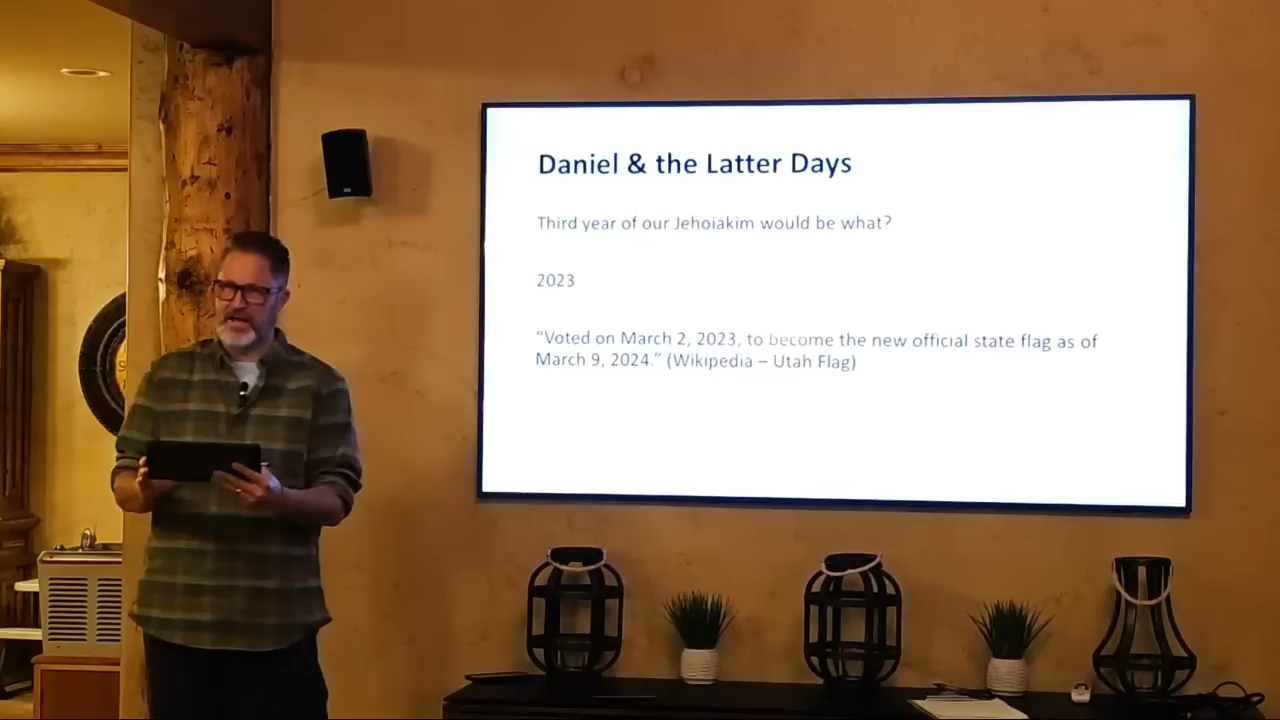 Daniel & the Latter Days
Third year of our Jehoiakim would be what?
2023
“Voted on March 2, 2023, to become the new official state flag as of
March 9, 2024.” (Wikipedia – Utah Flag)